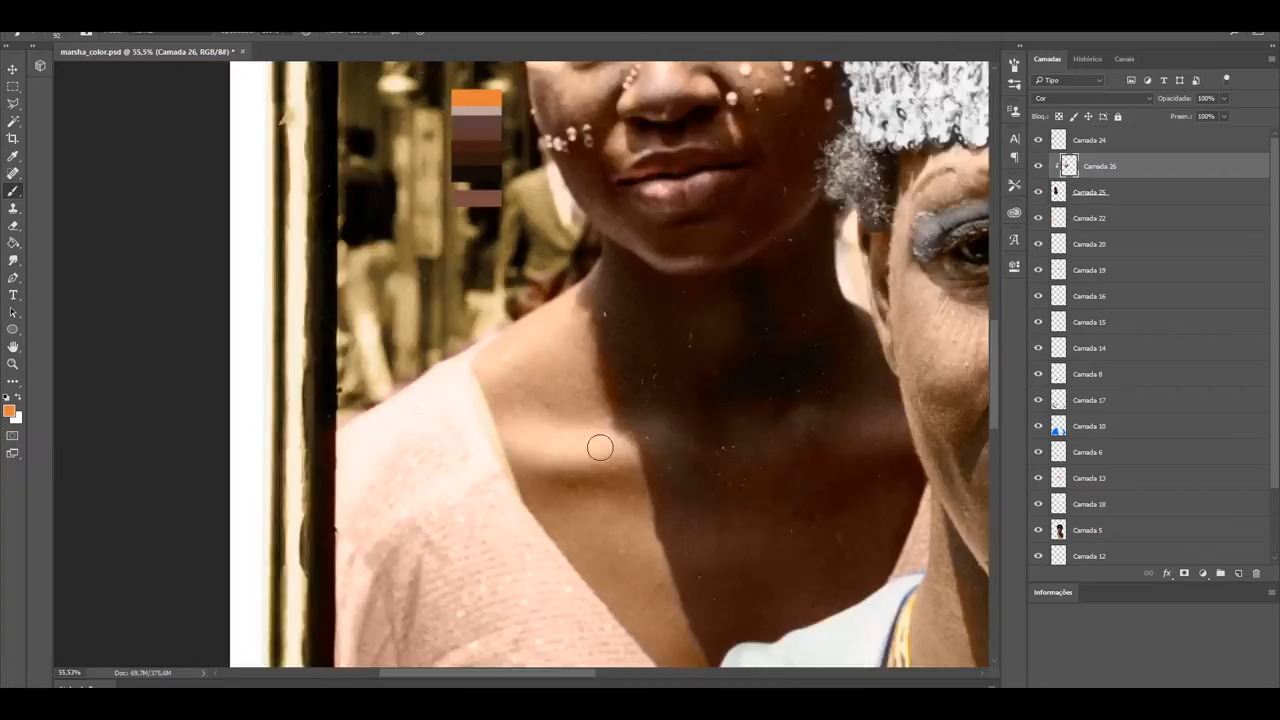 92
marsha_color.psd @ 55,5% (Camada 26, RGB/8#) *
Camadas Histórico Canais
Tipo
Cor Opacidade: 100%
Bloq.: Preen.: 100%
Camada 24
Camada 26
Camada 25
Camada 22
Camada 20
Camada 19
Camada 16
Camada 15
Camada 14
Camada 8
Camada 17
Camada 10
Camada 6
Camada 13
Camada 18
Camada 5
Camada 12
fx
Informações
55,53% Doc: 69,7M/375,6M